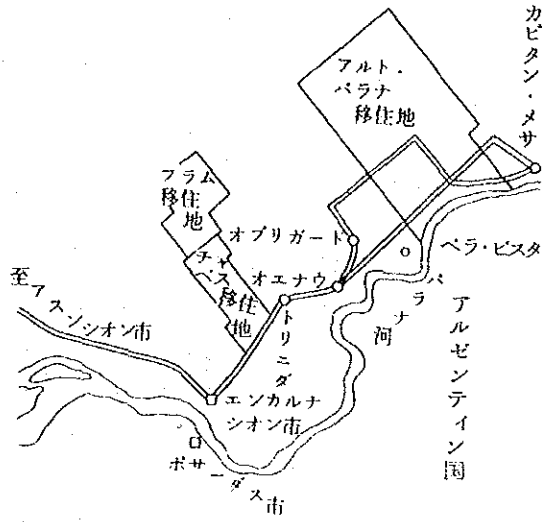 カピタン・メサ
アルト・
パラナ
移住地
フラム
移住地
チャベス移住地
オブリガード
オエナウ
ベラ・ビスタ
パラナ河
アルゼンティン国
至アスンシオン市
トリニダ
エンカルナ
シオン市
ポサーダス市